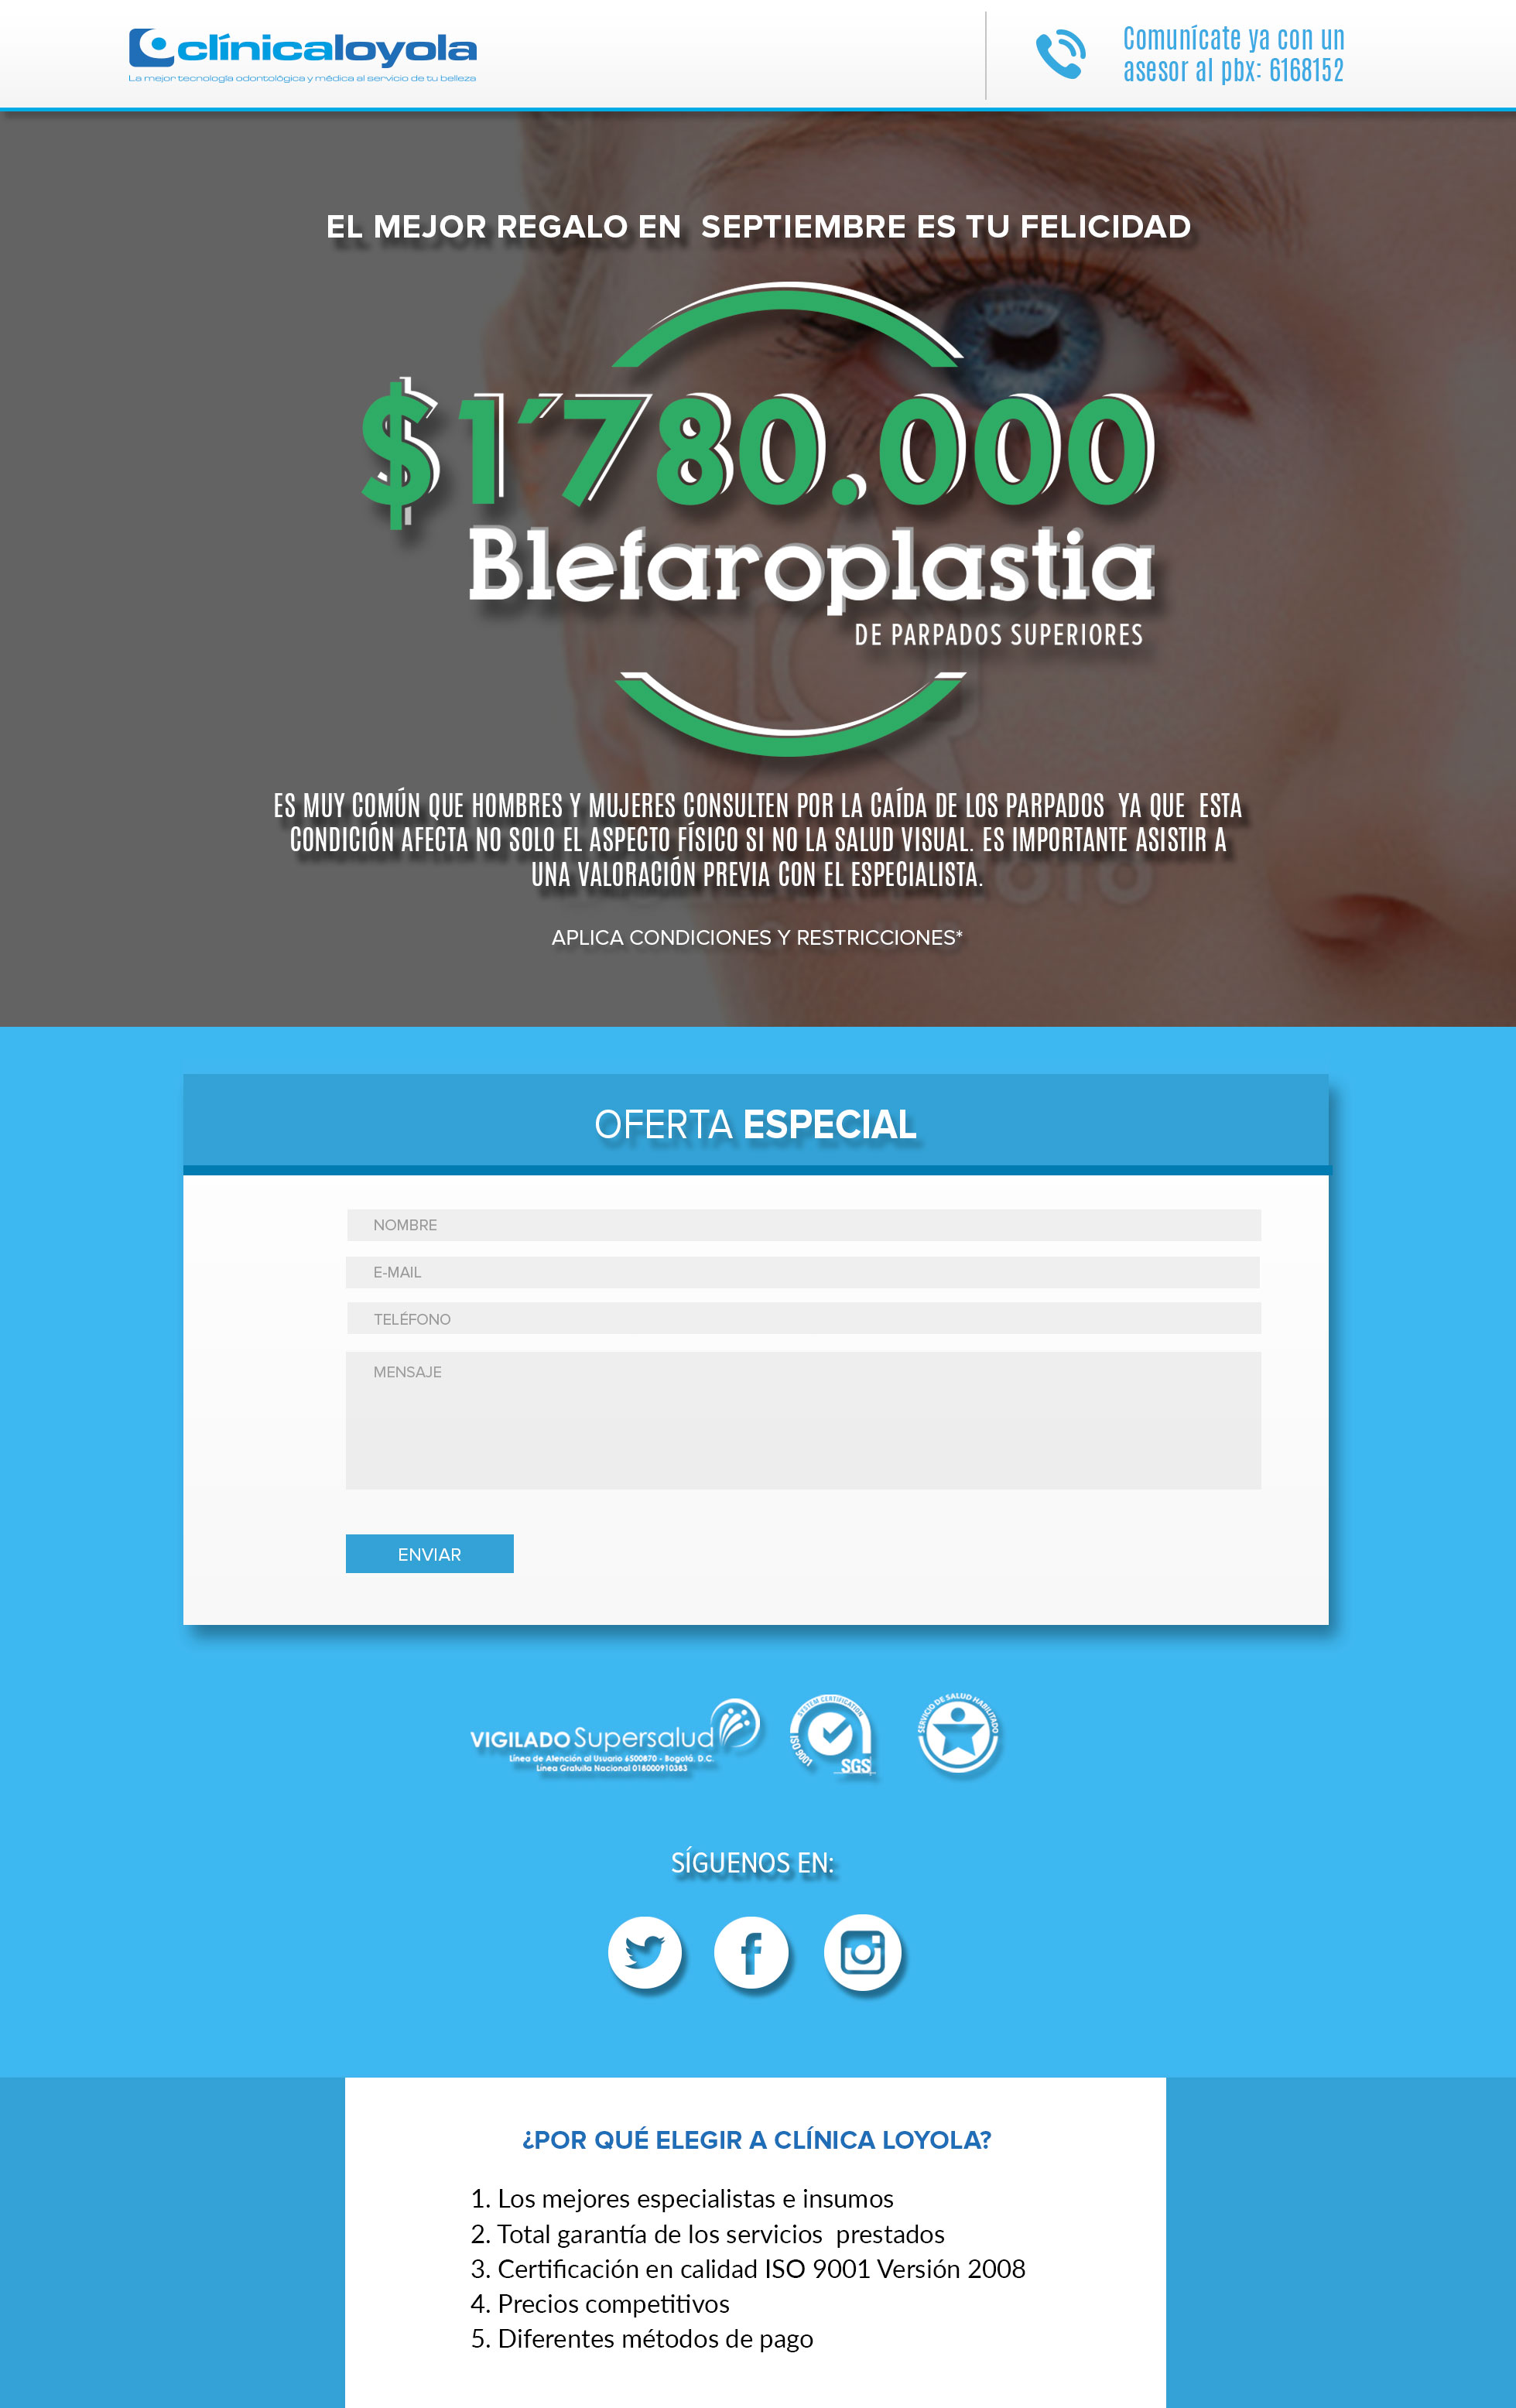 clínicaloyola
La mejor tecnología odontológica y médica al servicio de tu belleza
Comunícate ya con un
asesor al pbx: 6168152
EL MEJOR REGALO EN SEPTIEMBRE ES TU FELICIDAD
$1´780.000
Blefaroplastia
DE PARPADOS SUPERIORES
ES MUY COMÚN QUE HOMBRES Y MUJERES CONSULTEN POR LA CAÍDA DE LOS PARPADOS YA QUE ESTA
CONDICIÓN AFECTA NO SOLO EL ASPECTO FÍSICO SI NO LA SALUD VISUAL. ES IMPORTANTE ASISTIR A
UNA VALORACIÓN PREVIA CON EL ESPECIALISTA.
APLICA CONDICIONES Y RESTRICCIONES*
OFERTA ESPECIAL
NOMBRE
E-MAIL
TELÉFONO
MENSAJE
ENVIAR
VIGILADO Supersalud
Línea de Atención al Usuario 6500870 - Bogotá. D.C.
Línea Gratuita Nacional 018000910383
SYSTEM CERTIFICATION
ISO 9001
SGS
SERVICIO DE SALUD HABILITADO
SÍGUENOS EN:
¿POR QUÉ ELEGIR A CLÍNICA LOYOLA?
1. Los mejores especialistas e insumos
2. Total garantía de los servicios prestados
3. Certificación en calidad ISO 9001 Versión 2008
4. Precios competitivos
5. Diferentes métodos de pago